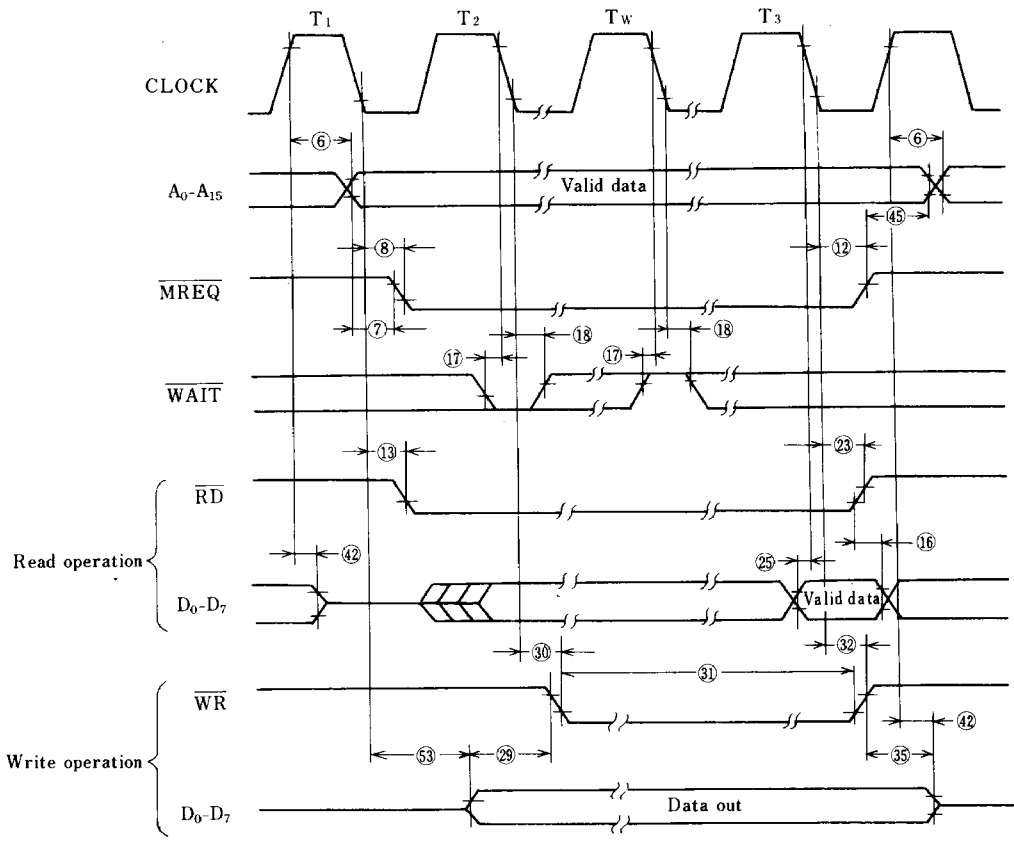 T1 T2 TW T3
CLOCK
⑥ ⑥
A0-A15 Valid data
㊺
⑧ ⑫
MREQ
⑦ ⑱ ⑱
⑰ ⑰
WAIT
⑬ ㉓
RD
⑯
Read operation ㊷ ㉕
D0-D7 Valid data
㉚ ㉜
㉛
WR
㊷
Write operation ㊳ ㉙ ㉟
D0-D7 Data out